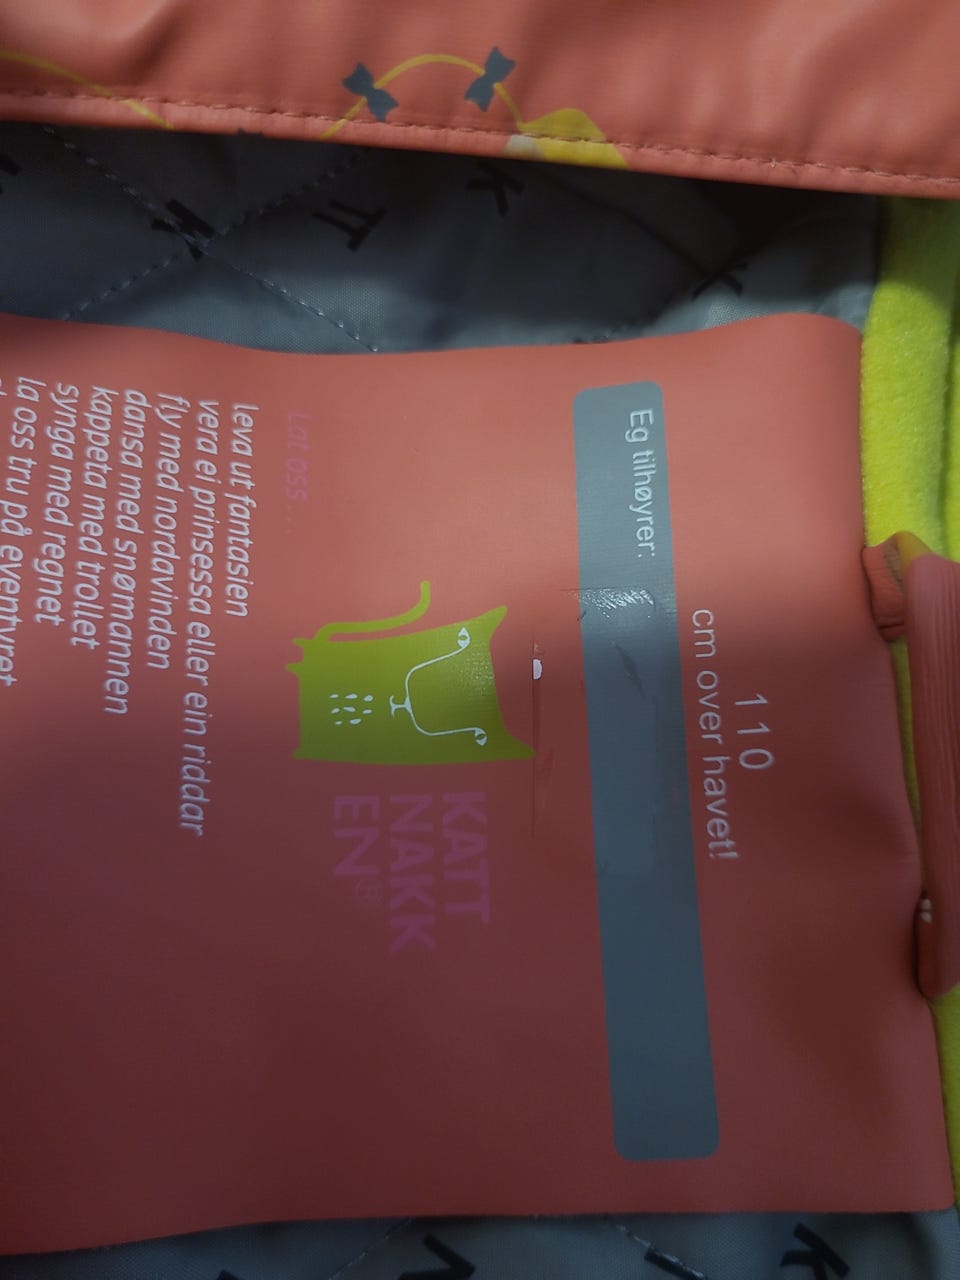 110
cm over havet!
Eg tilhøyrer:
KATT
NAKK
EN®
Lat oss...
leva ut fantasien
vera ei prinsessa eller ein riddar
fly med nordavinden
dansa med snømannen
kappeta med trollet
synga med regnet
la oss tru på eventyret